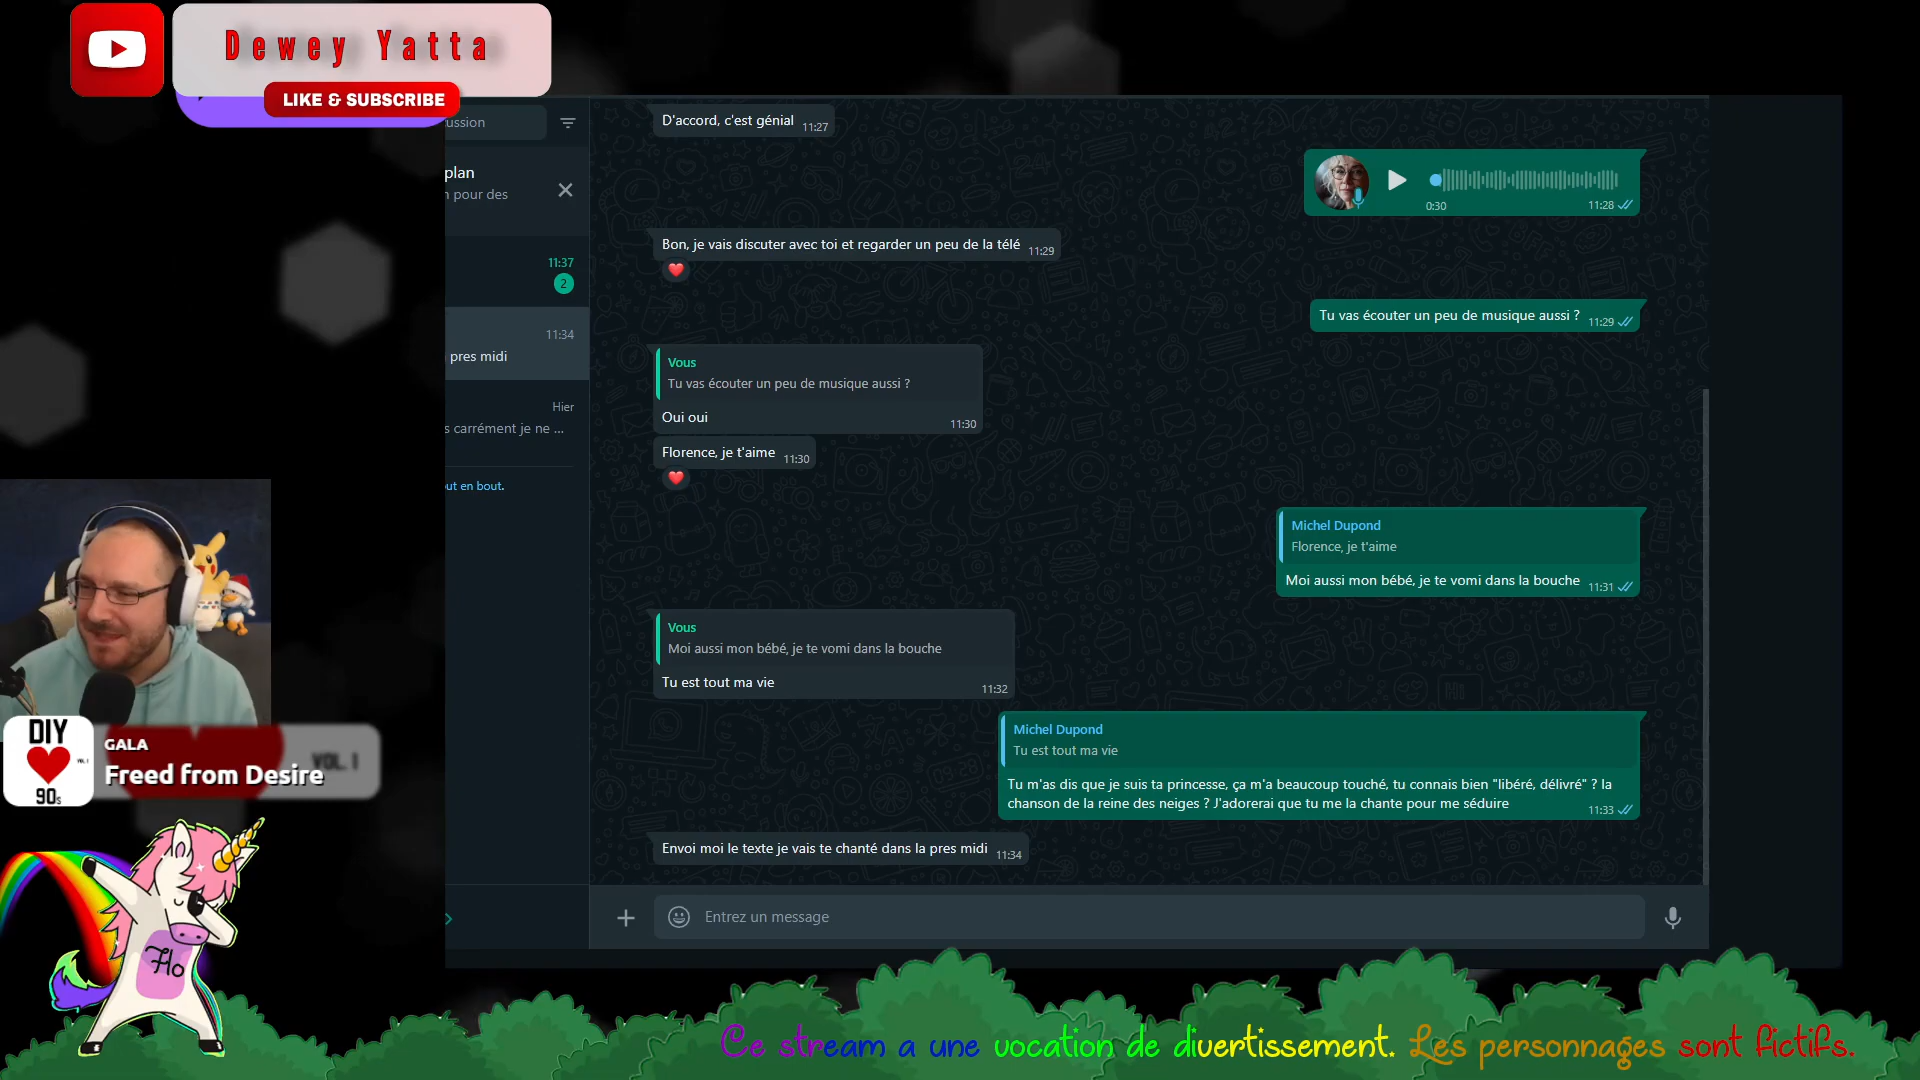 Dewey Yatta
LIKE & SUBSCRIBE
ussion
plan
pour des
11:37
2
11:34
pres midi
Hier
s carrément je ne ...
ut en bout.
D'accord, c'est génial 11:27
0:30 11:28
Bon, je vais discuter avec toi et regarder un peu de la télé 11:29
Tu vas écouter un peu de musique aussi ? 11:29
Vous
Tu vas écouter un peu de musique aussi ?
Oui oui 11:30
Florence, je t'aime 11:30
Michel Dupond
Florence, je t'aime
Moi aussi mon bébé, je te vomi dans la bouche 11:31
Vous
Moi aussi mon bébé, je te vomi dans la bouche
Tu est tout ma vie 11:32
Michel Dupond
Tu est tout ma vie
Tu m'as dis que je suis ta princesse, ça m'a beaucoup touché, tu connais bien "libéré, délivré" ? la
chanson de la reine des neiges ? J'adorerai que tu me la chante pour me séduire 11:33
Envoi moi le texte je vais te chanté dans la pres midi 11:34
Entrez un message
DIY
90s
GALA
VOL. I
Freed from Desire
Flo
Ce stream a une vocation de divertissement. Les personnages sont fictifs.